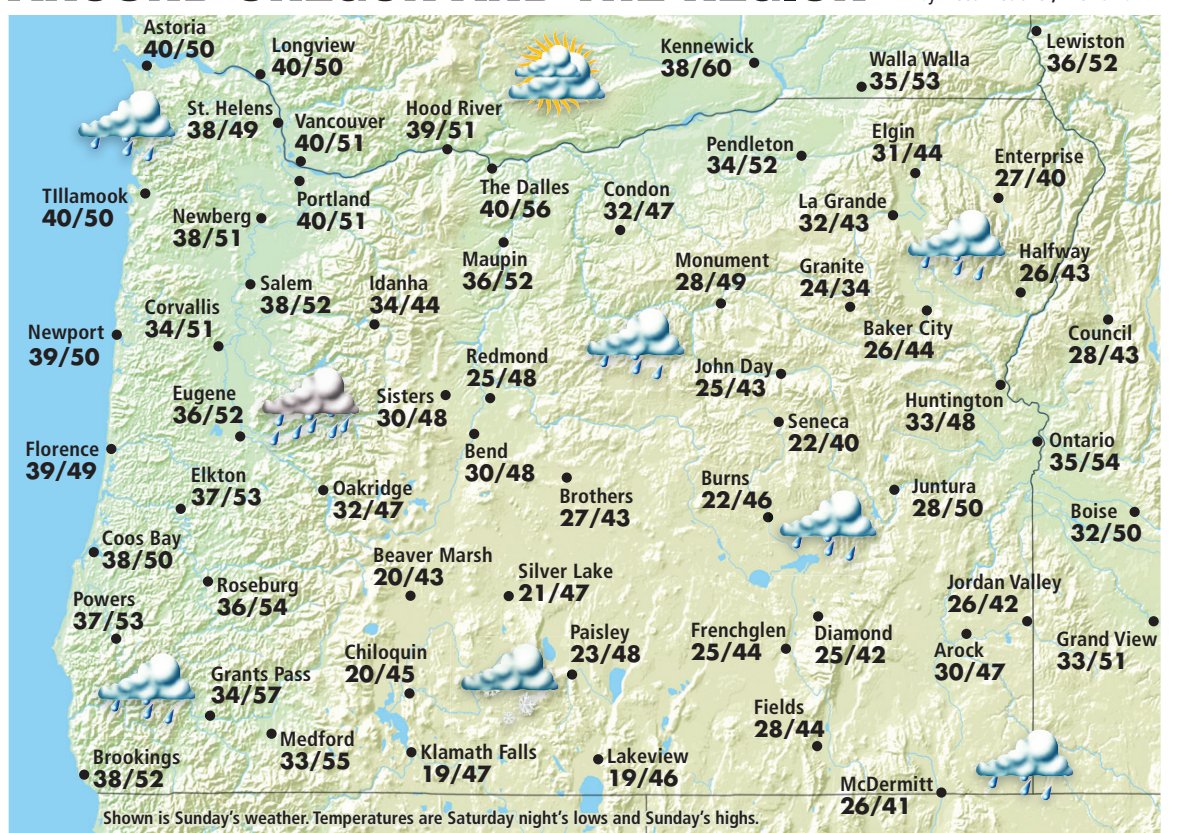 Astoria
40/50
Longview
40/50
Kennewick
38/60
Walla Walla
35/53
Lewiston
36/52
St. Helens
38/49
Vancouver
40/51
Hood River
39/51
Pendleton
34/52
Elgin
31/44
Enterprise
27/40
TIllamook
40/50
Newberg
38/51
Portland
40/51
The Dalles
40/56
Condon
32/47
La Grande
32/43
Maupin
36/52
Monument
28/49
Granite
24/34
Halfway
26/43
Salem
38/52
Idanha
34/44
Corvallis
34/51
Newport
39/50
Baker City
26/44
Council
28/43
Redmond
25/48
John Day
25/43
Eugene
36/52
Sisters
30/48
Huntington
33/48
Seneca
22/40
Florence
39/49
Bend
30/48
Ontario
35/54
Elkton
37/53
Oakridge
32/47
Brothers
27/43
Burns
22/46
Juntura
28/50
Boise
32/50
Coos Bay
38/50
Beaver Marsh
20/43
Silver Lake
21/47
Roseburg
36/54
Jordan Valley
26/42
Powers
37/53
Paisley
23/48
Frenchglen
25/44
Diamond
25/42
Arock
30/47
Grand View
33/51
Chiloquin
20/45
Grants Pass
34/57
Fields
28/44
Medford
33/55
Klamath Falls
19/47
Lakeview
19/46
Brookings
38/52
McDermitt
26/41
Shown is Sunday's weather. Temperatures are Saturday night's lows and Sunday's highs.